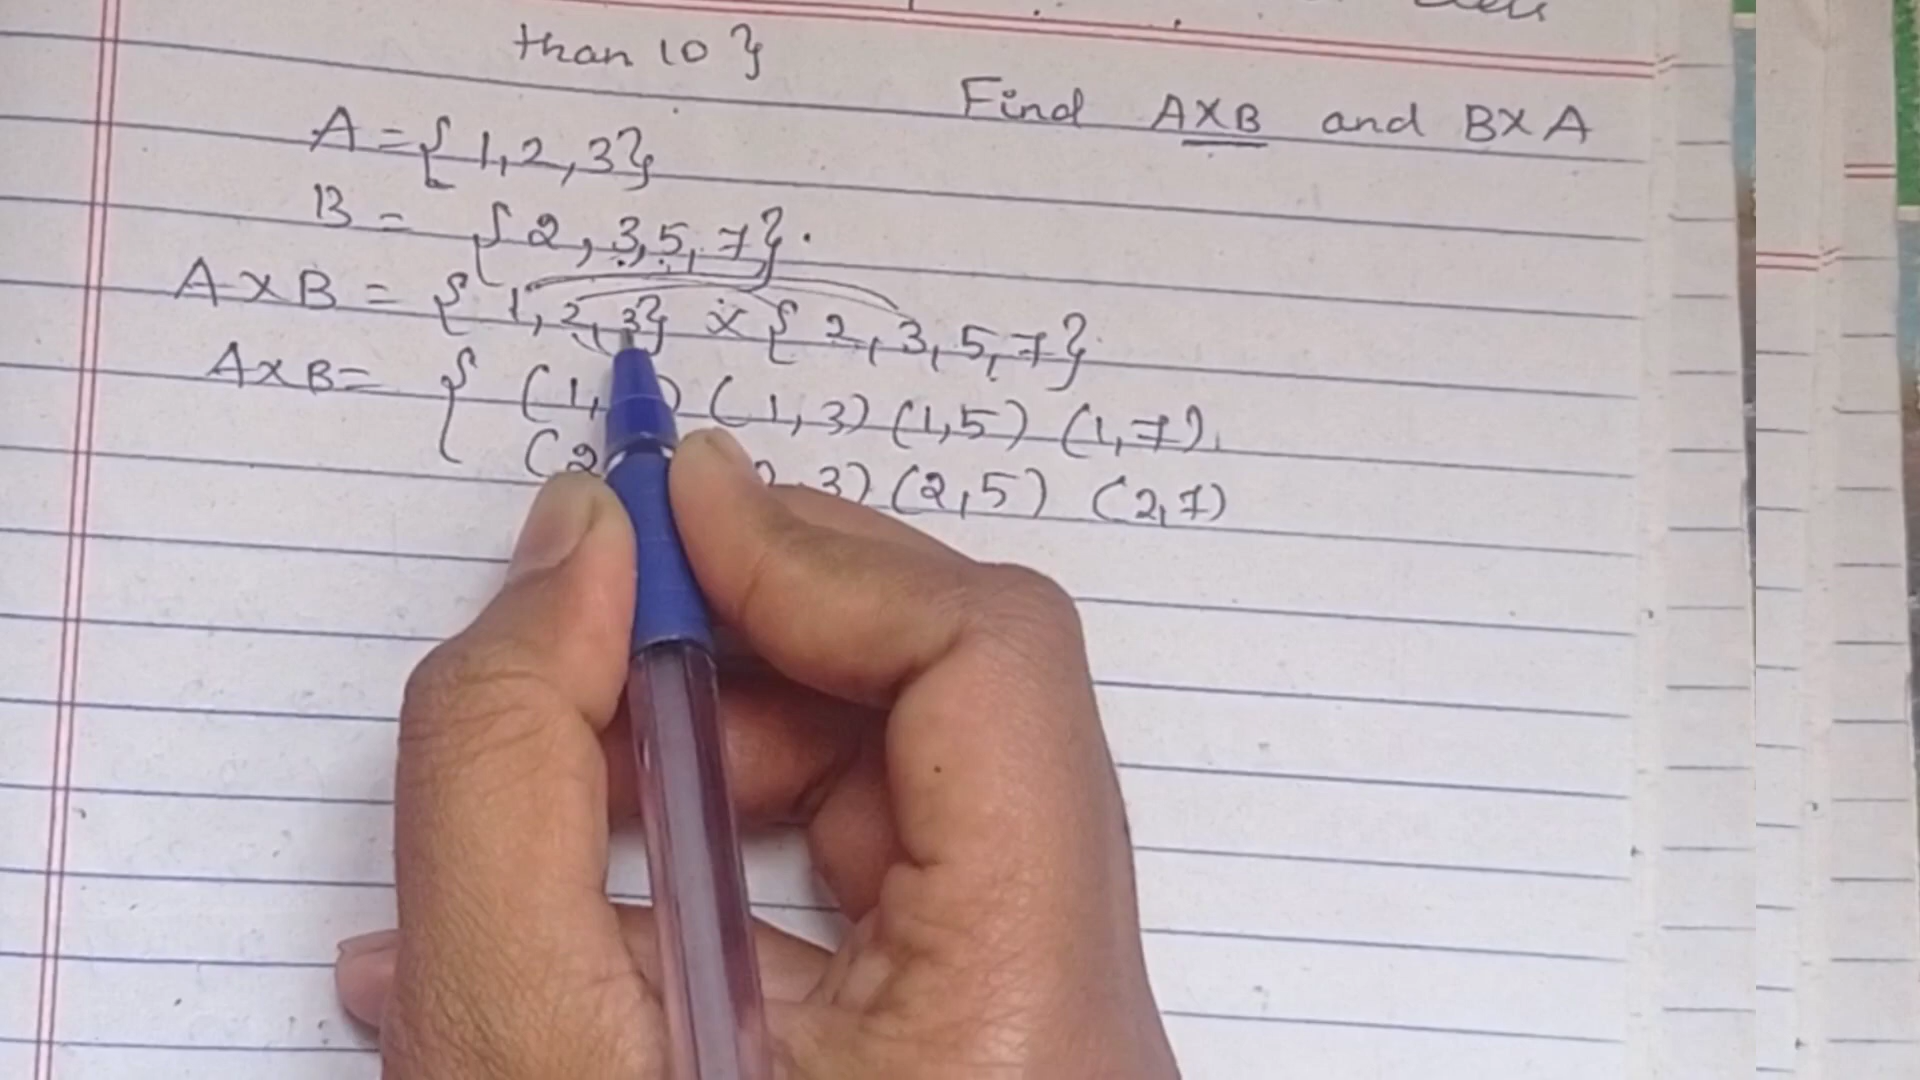 than 10 }
Find A×B and B×A
A = { 1, 2, 3}
B = { 2, 3, 5, 7}.
A × B = { 1, 2, 3} × { 2, 3, 5, 7}
A × B = { (1, ) (1, 3) (1, 5) (1, 7),
(2 2, 3) (2, 5) (2, 7)